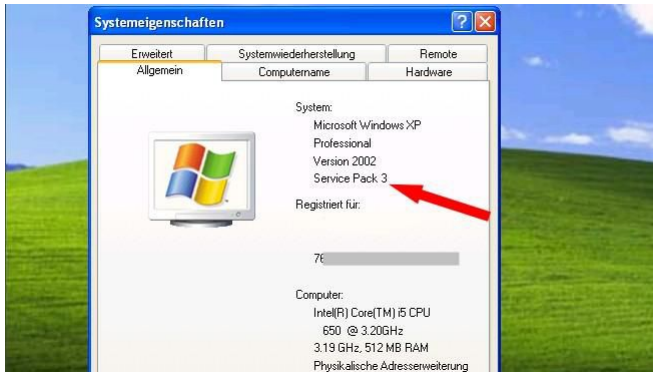 Systemeigenschaften
Erweitert Systemwiederherstellung Remote
Allgemein Computername Hardware
System:
Microsoft Windows XP
Professional
Version 2002
Service Pack 3
Registriert für:
76
Computer:
Intel(R) Core(TM) i5 CPU
650 @ 3.20GHz
3.19 GHz, 512 MB RAM
Physikalische Adresserweiterung